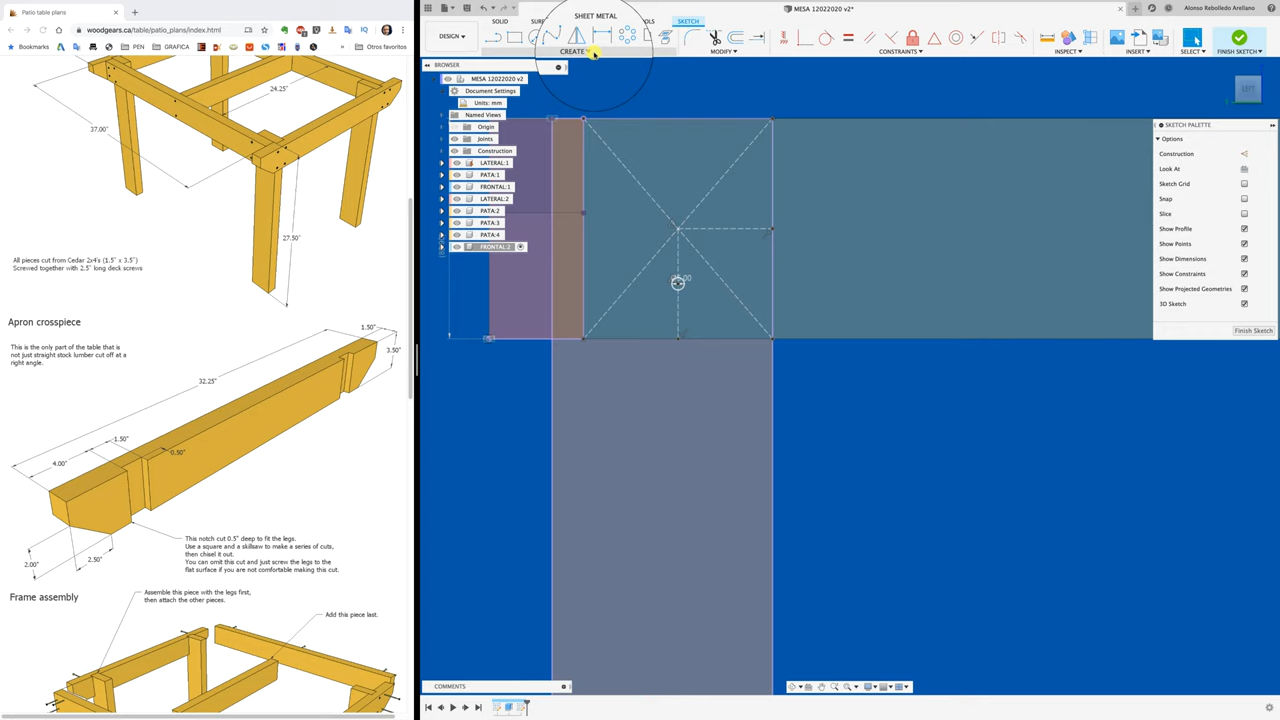 Patio table plans
woodgears.ca/table/patio_plans/index.html
Bookmarks
PEN
GRAFICA
It Gets Harder
Otros favoritos
24.25"
37.00"
27.50"
All pieces cut from Cedar 2x4's (1.5" x 3.5")
Screwed together with 2.5" long deck screws
Apron crosspiece
This is the only part of the table that is
not just straight stock lumber cut off at a
right angle.
1.50"
3.50"
32.25"
1.50"
0.50"
4.00"
2.00"
2.50"
This notch cut 0.5" deep to fit the legs.
Use a square and a skillsaw to make a series of cuts,
then chisel it out.
You can omit this cut and just screw the legs to the
flat surface if you are not comfortable making this cut.
Frame assembly
Assemble this piece with the legs first,
then attach the other pieces.
Add this piece last.
MESA 12022020 v2*
Alonso Rebolledo Arellano
SOLID
SHEET METAL
SKETCH
DESIGN
CREATE
MODIFY
CONSTRAINTS
INSPECT
INSERT
SELECT
FINISH SKETCH
BROWSER
MESA 12022020 v2
Document Settings
Units: mm
Named Views
Origin
Joints
Construction
LATERAL:1
PATA:1
FRONTAL:1
LATERAL:2
PATA:2
PATA:3
PATA:4
FRONTAL:2
LEFT
SKETCH PALETTE
Options
Construction
Look At
Sketch Grid
Snap
Slice
Show Profile
Show Points
Show Dimensions
Show Constraints
Show Projected Geometries
3D Sketch
Finish Sketch
COMMENTS